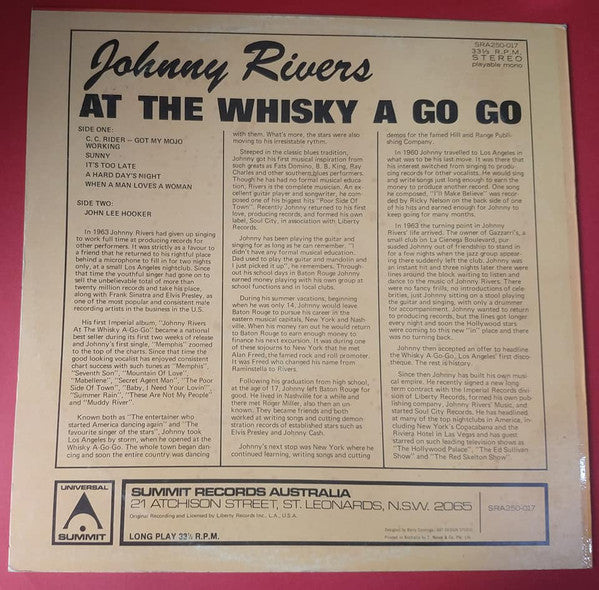 Johnny Rivers
SRA250-017
33⅓ R.P.M.
STEREO
playable mono
AT THE WHISKY A GO GO
SIDE ONE:
C. C. RIDER – GOT MY MOJO
WORKING
SUNNY
IT'S TOO LATE
A HARD DAY'S NIGHT
WHEN A MAN LOVES A WOMAN
SIDE TWO:
JOHN LEE HOOKER
In 1963 Johnny Rivers had given up singing
to work full time at producing records for
other performers. It was strictly as a favour to
a friend that he returned to his rightful place
behind a microphone to fill in for two nights
only, at a small Los Angeles nightclub. Since
that time the youthful singer had gone on to
sell the unbelievable total of more than
twenty million records and take his place,
along with Frank Sinatra and Elvis Presley, as
one of the most popular and consistent male
recording artists in the business in the U.S.
His first Imperial album, "Johnny Rivers
At The Whisky A-Go-Go" became a national
best seller during its first two weeks of release
and Johnny's first single, "Memphis" zoomed
to the top of the charts. Since that time the
good looking vocalist has enjoyed consistent
chart success with such tunes as "Memphis",
"Seventh Son", "Mountain Of Love",
"Mabellene", "Secret Agent Man", "The Poor
Side Of Town", "Baby, I Need Your Lovin'",
"Summer Rain", "These Are Not My People"
and "Muddy River".
Known both as "The entertainer who
started America dancing again" and "The
favourite singer of the stars", Johnny took
Los Angeles by storm, when he opened at the
Whisky A-Go-Go. The whole town began dan-
cing and soon the entire country was dancing
with them. What's more, the stars were also
moving to his irresistable rythm.
Steeped in the classic blues tradition,
Johnny got his first musical inspiration from
such greats as Fats Domino, B. B. King, Ray
Charles and other southern blues performers.
Though he has had no formal musical educa-
tion, Rivers is the complete musician. An ex-
cellent guitar player and songwriter, he com-
posed one of his biggest hits "Poor Side Of
Town". Recently Johnny returned to his first
love, producing records, and formed his own
label, Soul City, in association with Liberty
Records.
Johnny has been playing the guitar and
singing for as long as he can remember. "I
didn't have any formal musical education.
Dad used to play the guitar and mandolin and
I just picked it up", he remembers. Through-
out his school days in Baton Rouge Johnny
earned money playing with his own group at
school functions and in local clubs.
During his summer vacations, beginning
when he was only 14, Johnny would leave
Baton Rouge to pursue his career in the
eastern musical capitals, New York and Nash-
ville. When his money ran out he would return
to Baton Rouge to earn enough money to
finance his next excursion. It was during one
of these sojourns to New York that he met
Alan Freed, the famed rock and roll promoter.
It was Freed who changed his name from
Raminstella to Rivers.
Following his graduation from high school,
at the age of 17, Johnny left Baton Rouge for
good. He lived in Nashville for a while and
there met Roger Miller, also then an un
known. They became friends and both
worked at writing songs and cutting demon-
stration records of established stars such as
Elvis Presley and Johnny Cash.
Johnny's next stop was New York where he
continued learning, writing songs and cutting
demos for the famed Hill and Range Publi-
shing Company.
In 1960 Johnny travelled to Los Angeles in
what was to be his last move. It was there that
his interest switched from singing to produc-
ing records for other vocalists. He would sing
and write songs just long enough to earn the
money to produce another record. One song
he composed, "I'll Make Believe" was recor-
ded by Ricky Nelson on the back side of one
of his hits and earned enough for Johnny to
keep going for many months.
In 1963 the turning point in Johnny
Rivers' life arrived. The owner of Gazzarri's, a
small club on La Cienega Boulevard, pur-
suaded Johnny out of friendship to stand in
for a few nights when the jazz group appear-
ing there suddenly left the club. Johnny was
an instant hit and three nights later there were
lines around the block waiting to listen and
dance to the music of Johnny Rivers. There
were no fancy frills, no introductions of cele-
brities, just Johnny sitting on a stool playing
the guitar and singing, with only a drummer
for accompaniment. Johnny wanted to return
to producing records, but the lines got longer
every night and soon the Hollywood stars
were coming to this new "in" place and there
was no turning back.
Johnny then accepted an offer to headline
the Whisky A-Go-Go, Los Angeles' first disco-
theque. The rest is history.
Since then Johnny has built his own musi-
cal empire. He recently signed a new long
term contract with the Imperial Records divi-
sion of Liberty Records, formed his own pub-
lishing company, Johnny Rivers' Music, and
started Soul City Records. He has headlined
at many of the top nightclubs in America, in-
cluding New York's Copacabena and the
Riviera Hotel in Las Vegas and has guest
starred on such leading television shows as
"The Hollywood Palace", "The Ed Sullivan
Show" and "The Red Skelton Show"
UNIVERSAL
SUMMIT
SUMMIT RECORDS AUSTRALIA
21 ATCHISON STREET, ST. LEONARDS, N.S.W. 2065
Original Recording and Licensed by Liberty Records Inc., L.A., U.S.A.
LONG PLAY 33⅓ R.P.M.
SRA250-017